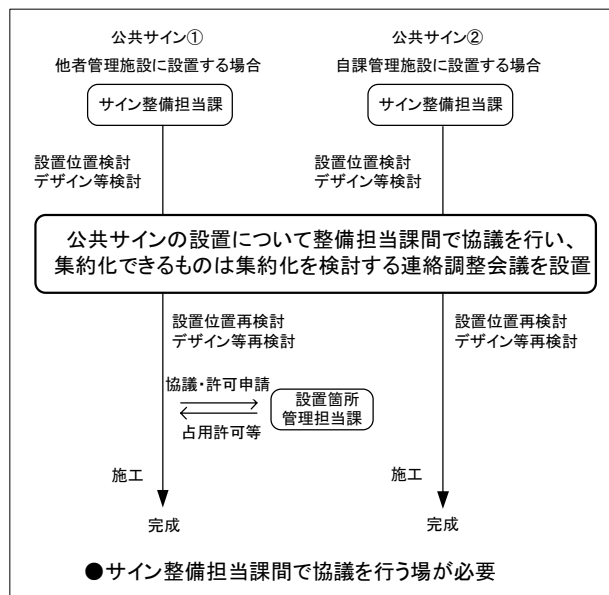 公共サイン①
他者管理施設に設置する場合
サイン整備担当課
設置位置検討
デザイン等検討
公共サイン②
自課管理施設に設置する場合
サイン整備担当課
設置位置検討
デザイン等検討
公共サインの設置について整備担当課間で協議を行い、
集約化できるものは集約化を検討する連絡調整会議を設置
設置位置再検討
デザイン等再検討
協議・許可申請
占用許可等
設置箇所
管理担当課
施工
完成
設置位置再検討
デザイン等再検討
施工
完成
●サイン整備担当課間で協議を行う場が必要